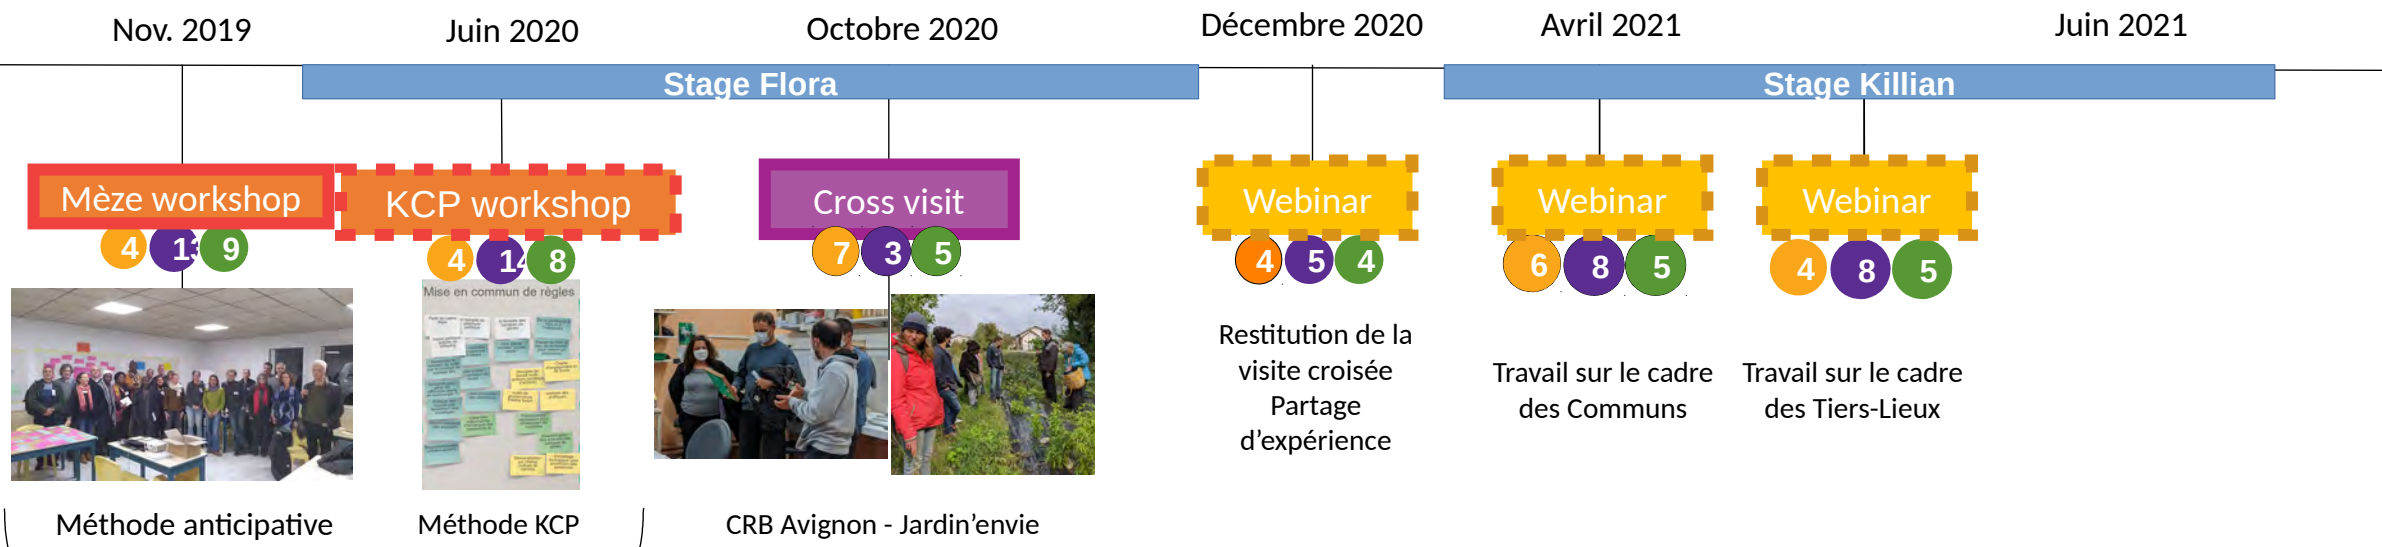 Nov. 2019
Juin 2020
Octobre 2020
Décembre 2020
Avril 2021
Juin 2021
Stage Flora
Stage Killian
Mèze workshop
KCP workshop
Cross visit
Webinar
Webinar
Webinar
4 13 9
4 14 8
7 3 5
4 5 4
6 8 5
4 8 5
Mise en commun de règles
Restitution de la
visite croisée
Partage
d’expérience
Travail sur le cadre
des Communs
Travail sur le cadre
des Tiers-Lieux
Méthode anticipative
Méthode KCP
CRB Avignon - Jardin’envie